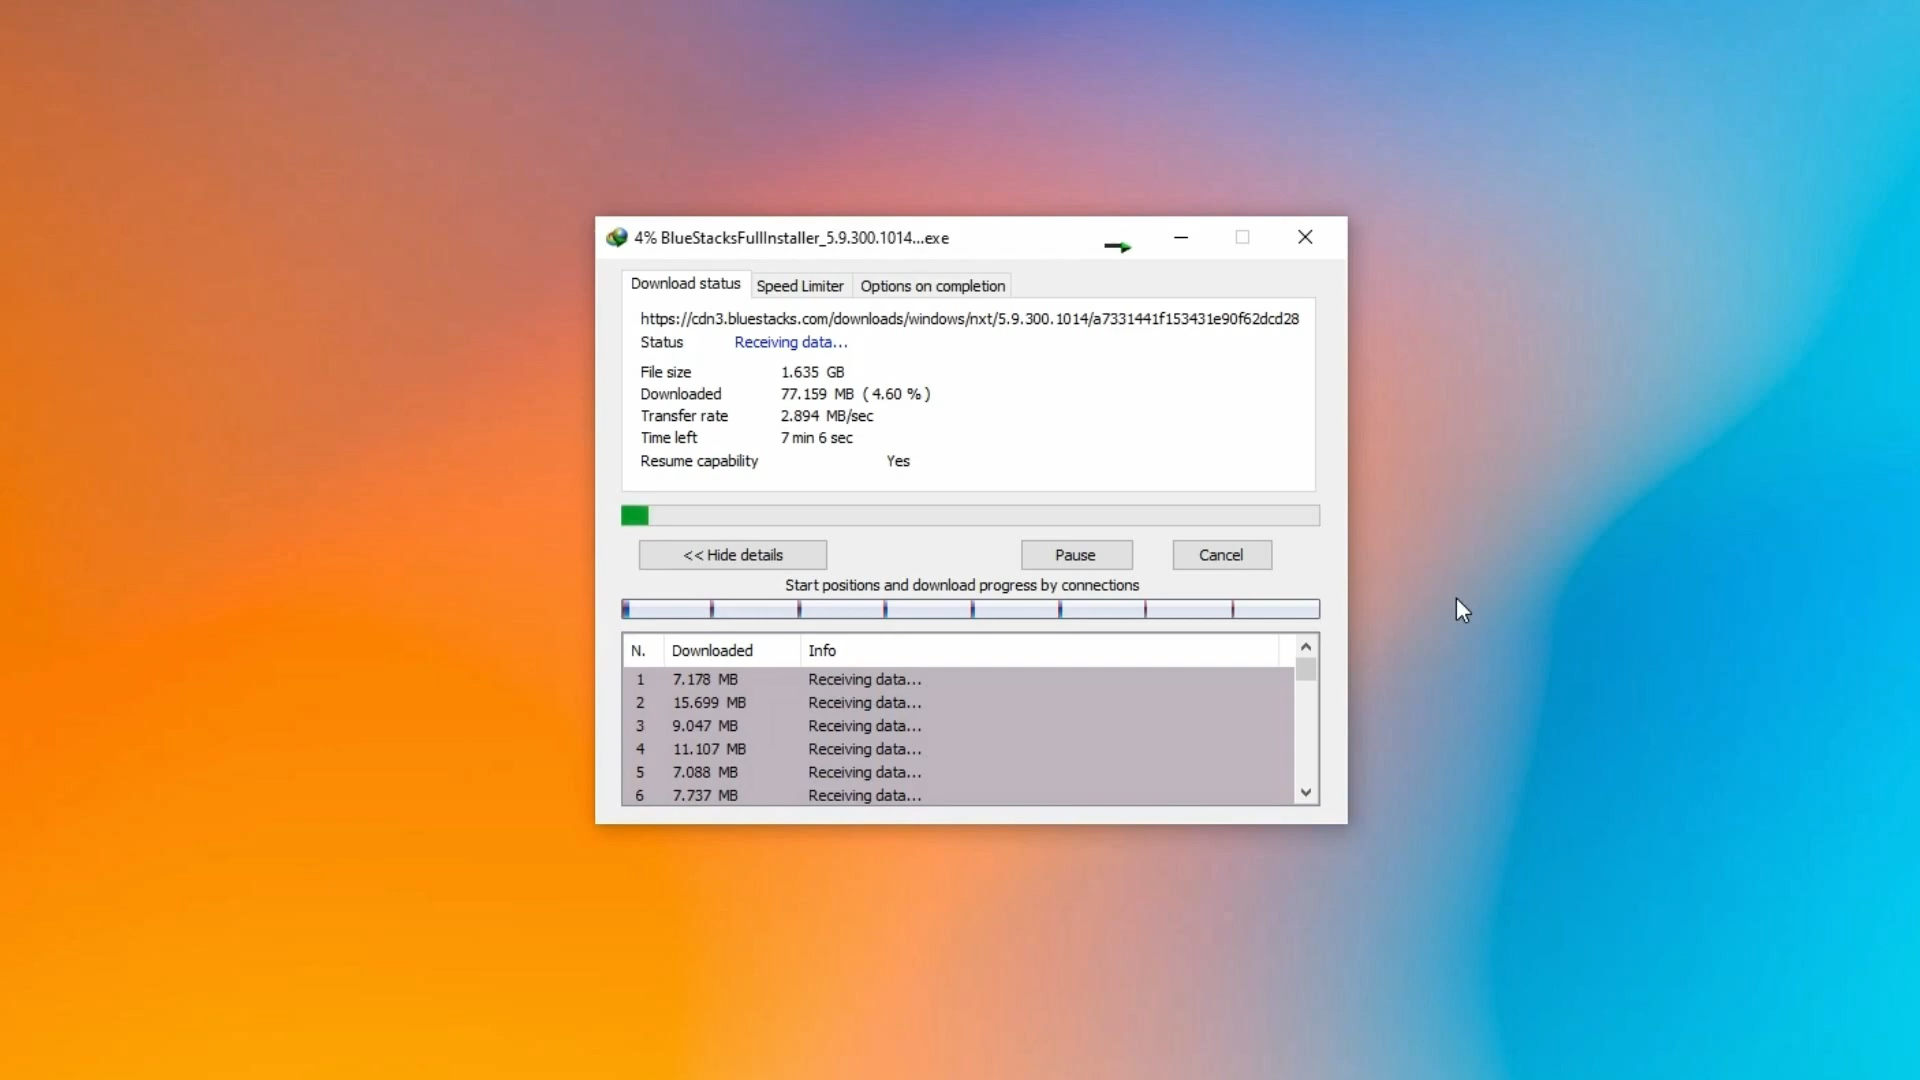 4% BlueStacksFullInstaller_5.9.300.1014...exe
Download status
Speed Limiter
Options on completion
https://cdn3.bluestacks.com/downloads/windows/nxt/5.9.300.1014/a7331441f153431e90f62dcd28
Status Receiving data...
File size 1.635 GB
Downloaded 77.159 MB ( 4.60 % )
Transfer rate 2.894 MB/sec
Time left 7 min 6 sec
Resume capability Yes
<< Hide details
Pause
Cancel
Start positions and download progress by connections
N. Downloaded Info
1 7.178 MB Receiving data...
2 15.699 MB Receiving data...
3 9.047 MB Receiving data...
4 11.107 MB Receiving data...
5 7.088 MB Receiving data...
6 7.737 MB Receiving data...